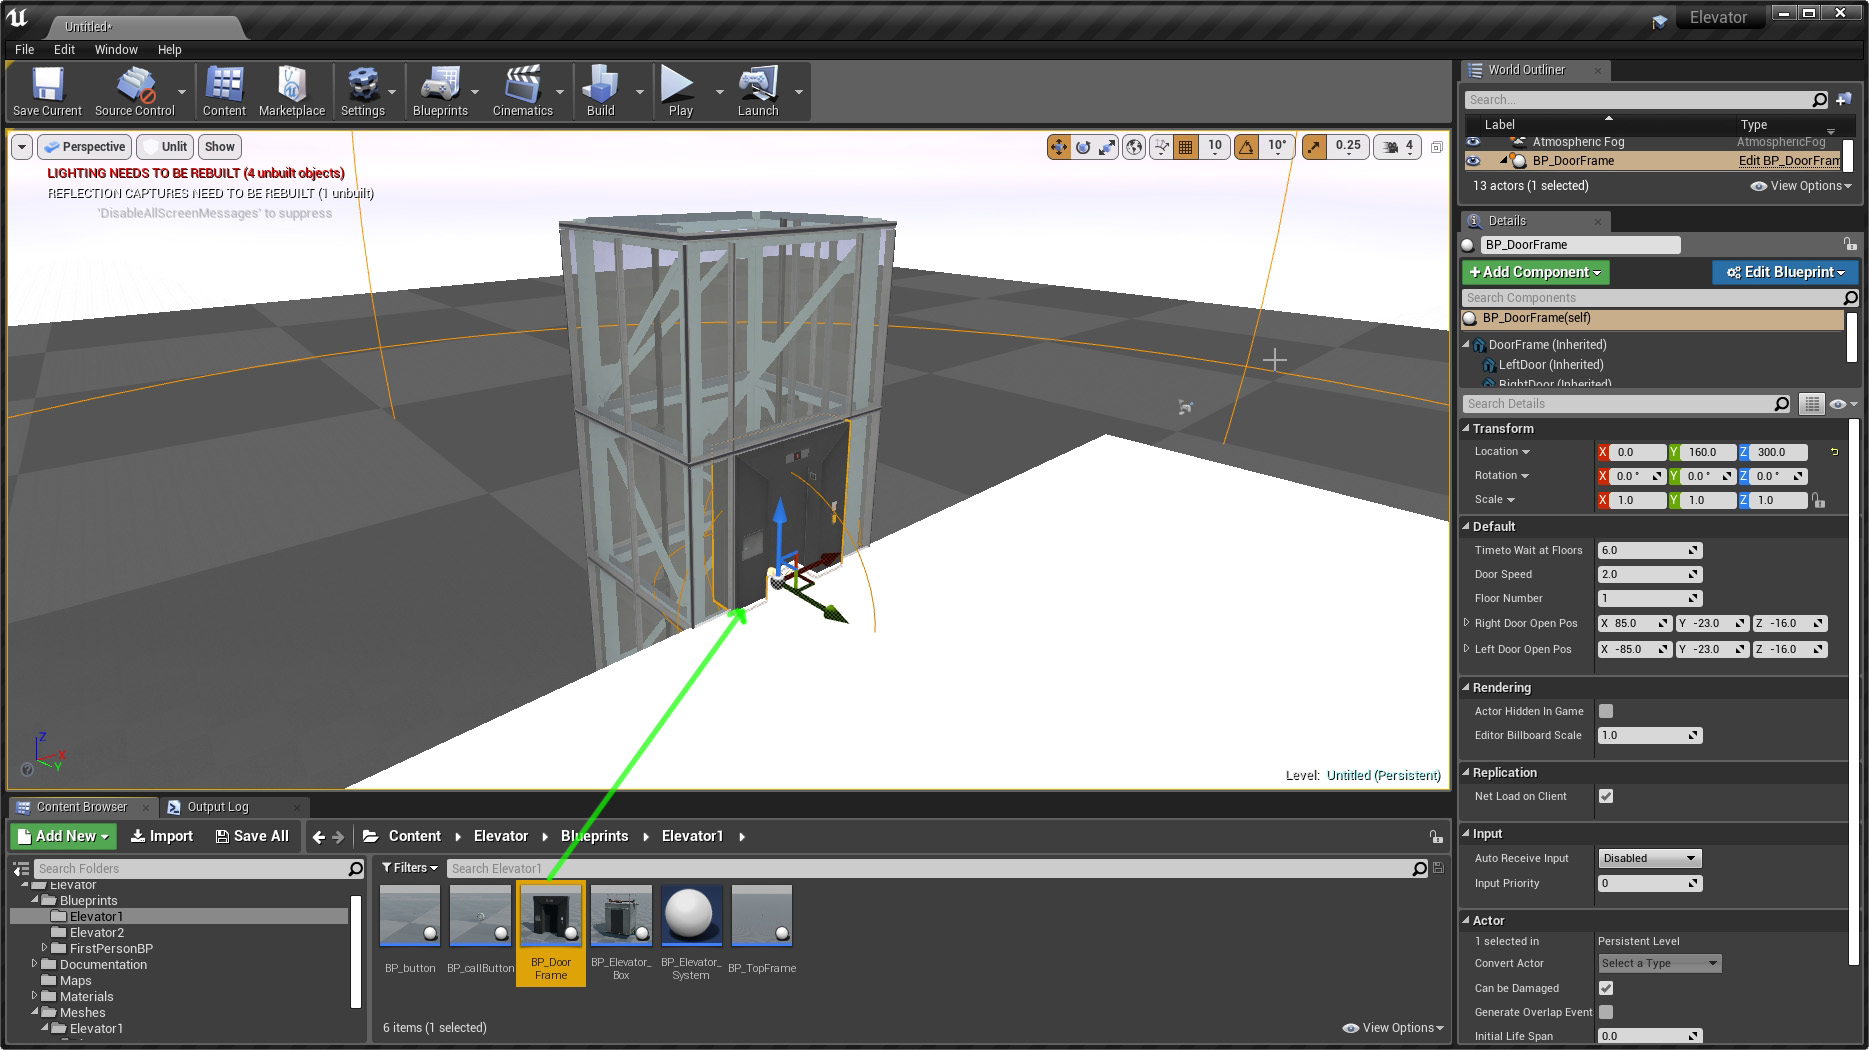 Untitled*
Elevator
File Edit Window Help
Save Current Source Control Content Marketplace Settings Blueprints Cinematics Build Play Launch
Perspective Unlit Show
10 10° 0.25 4
LIGHTING NEEDS TO BE REBUILT (4 unbuilt objects)
REFLECTION CAPTURES NEED TO BE REBUILT (1 unbuilt)
'DisableAllScreenMessages' to suppress
Z
X
Y
Level: Untitled (Persistent)
World Outliner
Search...
Label Type
Atmospheric Fog AtmosphericFog
BP_DoorFrame Edit BP_DoorFram
13 actors (1 selected) View Options
Details
BP_DoorFrame
+Add Component Edit Blueprint
Search Components
BP_DoorFrame(self)
DoorFrame (Inherited)
LeftDoor (Inherited)
RightDoor (Inherited)
Search Details
Transform
Location X 0.0 Y 160.0 Z 300.0
Rotation X 0.0 ° Y 0.0 ° Z 0.0 °
Scale X 1.0 Y 1.0 Z 1.0
Default
Timeto Wait at Floors 6.0
Door Speed 2.0
Floor Number 1
Right Door Open Pos X 85.0 Y -23.0 Z -16.0
Left Door Open Pos X -85.0 Y -23.0 Z -16.0
Rendering
Actor Hidden In Game
Editor Billboard Scale 1.0
Replication
Net Load on Client
Input
Auto Receive Input Disabled
Input Priority 0
Actor
1 selected in Persistent Level
Convert Actor Select a Type
Can be Damaged
Generate Overlap Event
Initial Life Span 0.0
Content Browser Output Log
Add New Import Save All Content Elevator Blueprints Elevator1
Search Folders
Elevator
Blueprints
Elevator1
Elevator2
FirstPersonBP
Documentation
Maps
Materials
Meshes
Elevator1
Filters Search Elevator1
BP_button BP_callButton BP_Door Frame BP_Elevator_Box BP_Elevator_System BP_TopFrame
6 items (1 selected) View Options